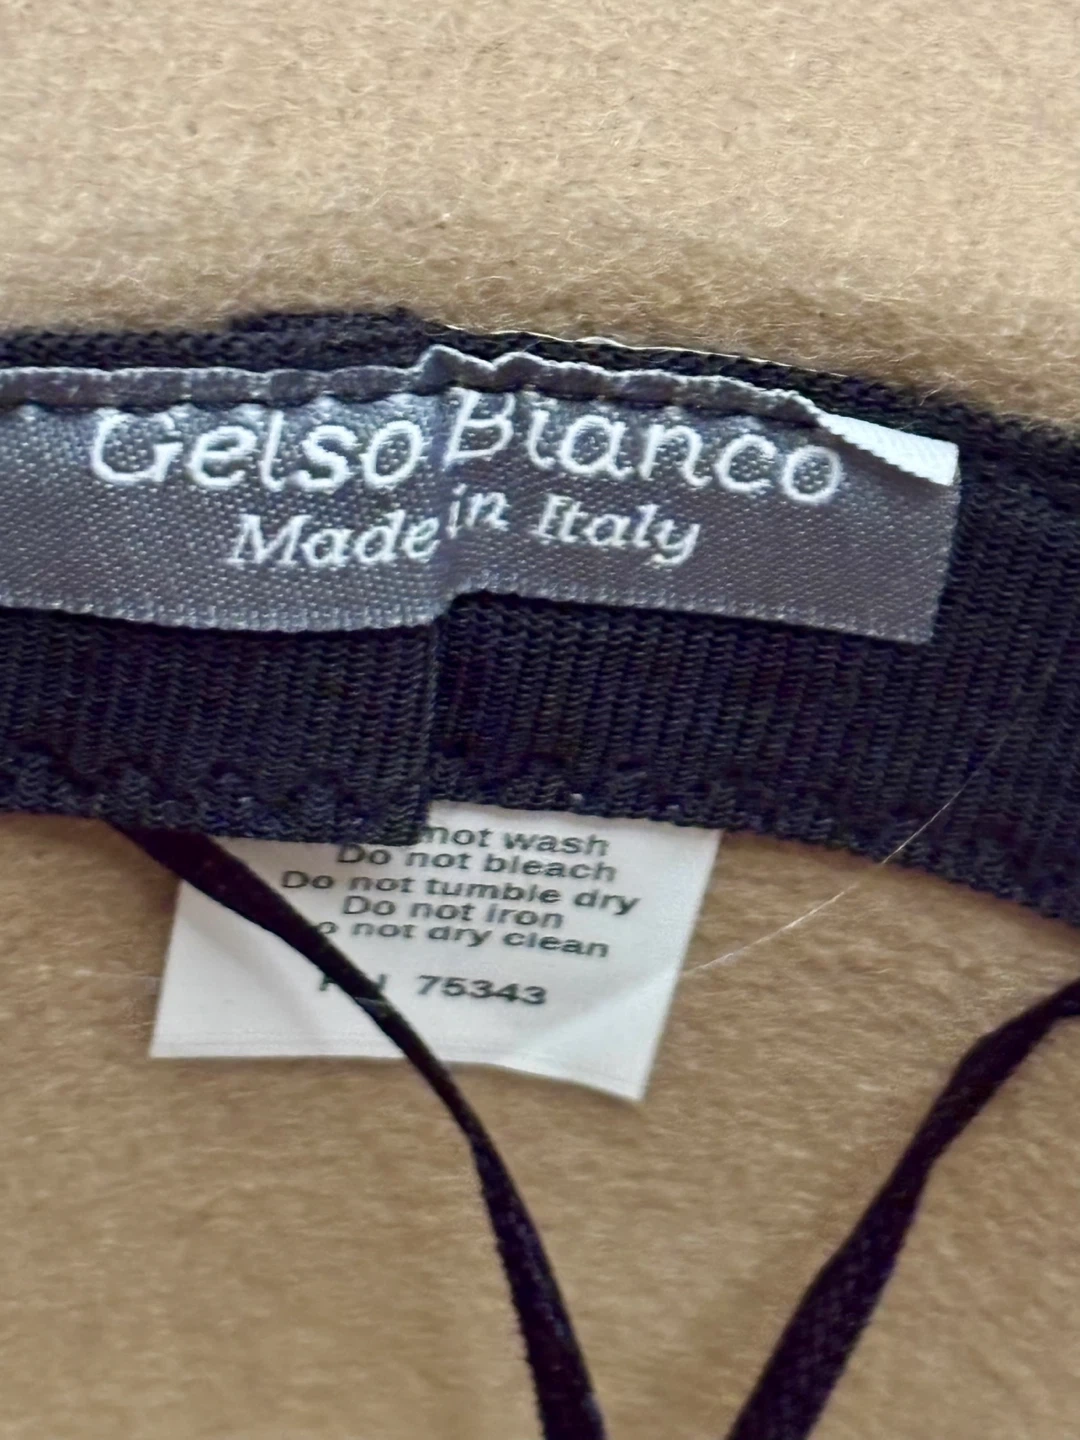 Gelso Bianco
Made in Italy
not wash
Do not bleach
Do not tumble dry
Do not iron
not dry clean
75343